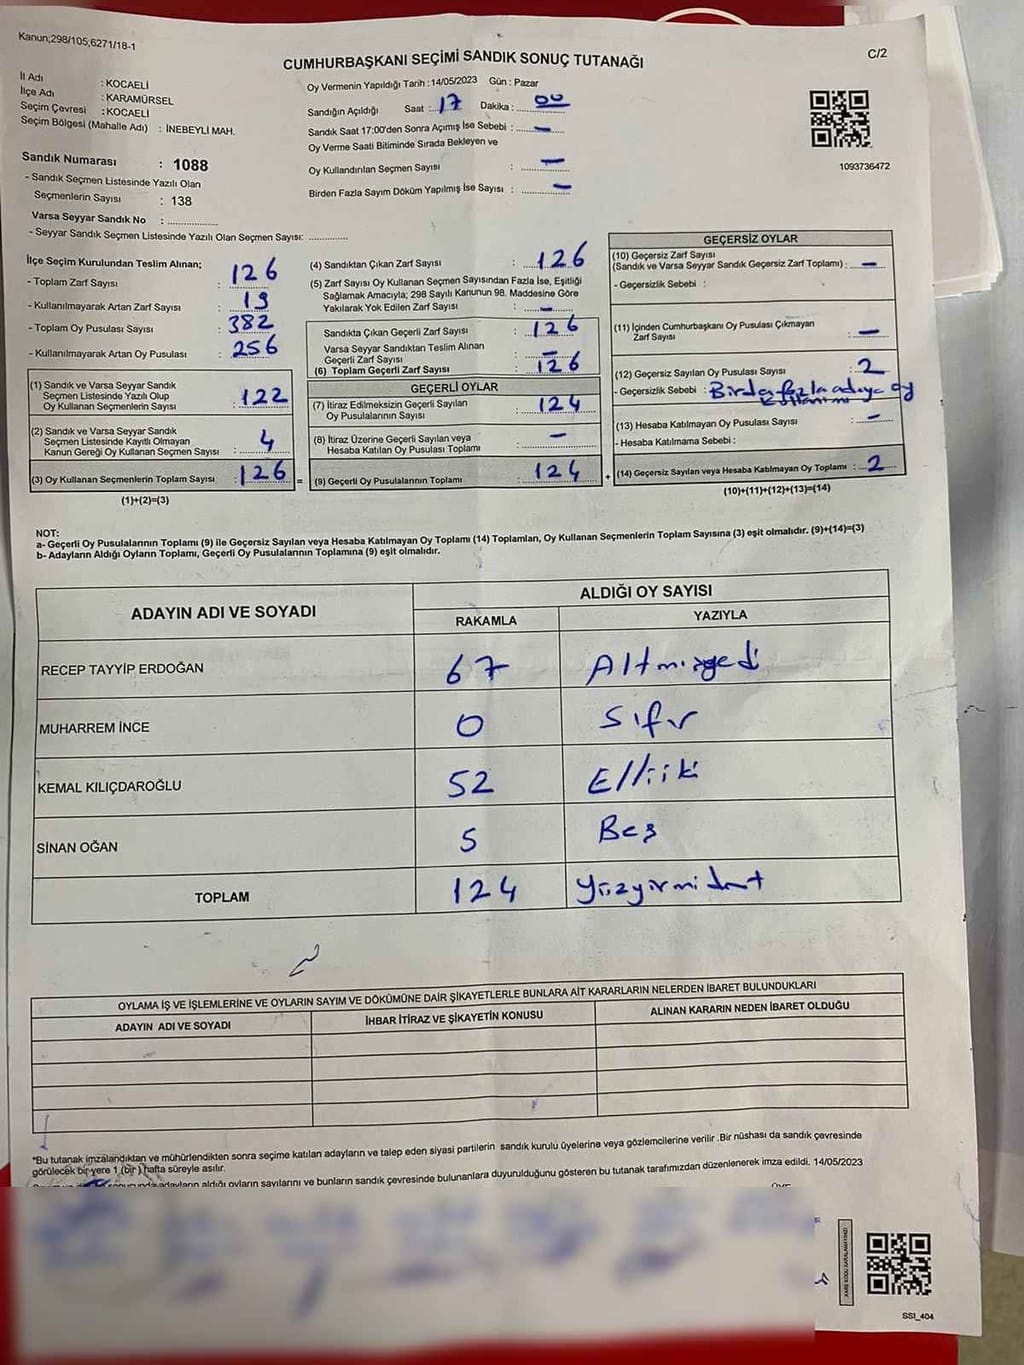 Kanun;298/105,6271/18-1
CUMHURBAŞKANI SEÇİMİ SANDIK SONUÇ TUTANAĞI
C/2
İl Adı : KOCAELİ
İlçe Adı : KARAMÜRSEL
Seçim Çevresi : KOCAELİ
Seçim Bölgesi (Mahalle Adı) : İNEBEYLİ MAH.
Sandık Numarası : 1088
- Sandık Seçmen Listesinde Yazılı Olan
Seçmenlerin Sayısı : 138
Varsa Seyyar Sandık No : ..............
- Seyyar Sandık Seçmen Listesinde Yazılı Olan Seçmen Sayısı: .............
Oy Vermenin Yapıldığı Tarih : 14/05/2023 Gün : Pazar
Sandığın Açıldığı Saat : 17 Dakika : 00
Sandık Saat 17:00'den Sonra Açımış İse Sebebi : —
Oy Verme Saati Bitiminde Sırada Bekleyen ve
Oy Kullandırılan Seçmen Sayısı : —
Birden Fazla Sayım Döküm Yapılmış İse Sayısı : —
1093736472
İlçe Seçim Kurulundan Teslim Alınan;
- Toplam Zarf Sayısı : 126
- Kullanılmayarak Artan Zarf Sayısı : 19
- Toplam Oy Pusulası Sayısı : 382
- Kullanılmayarak Artan Oy Pusulası : 256
(1) Sandık ve Varsa Seyyar Sandık
Seçmen Listesinde Yazılı Olup
Oy Kullanan Seçmenlerin Sayısı : 122
(2) Sandık ve Varsa Seyyar Sandık
Seçmen Listesinde Kayıtlı Olmayan
Kanun Gereği Oy Kullanan Seçmen Sayısı : 4
(3) Oy Kullanan Seçmenlerin Toplam Sayısı : 126 =
(1)+(2)=(3)
(4) Sandıktan Çıkan Zarf Sayısı : 126
(5) Zarf Sayısı Oy Kullanan Seçmen Sayısından Fazla İse, Eşitliği
Sağlamak Amacıyla; 298 Sayılı Kanunun 98. Maddesine Göre
Yakılarak Yok Edilen Zarf Sayısı : —
Sandıkta Çıkan Geçerli Zarf Sayısı : 126
Varsa Seyyar Sandıktan Teslim Alınan
Geçerli Zarf Sayısı : —
(6) Toplam Geçerli Zarf Sayısı : 126
GEÇERLİ OYLAR
(7) İtiraz Edilmeksizin Geçerli Sayılan
Oy Pusulalarının Sayısı : 124
(8) İtiraz Üzerine Geçerli Sayılan veya
Hesaba Katılan Oy Pusulası Toplamı : —
(9) Geçerli Oy Pusulalarının Toplamı : 124 +
GEÇERSİZ OYLAR
(10) Geçersiz Zarf Sayısı
(Sandık ve Varsa Seyyar Sandık Geçersiz Zarf Toplamı) : —
- Geçersizlik Sebebi :
(11) İçinden Cumhurbaşkanı Oy Pusulası Çıkmayan
Zarf Sayısı : —
(12) Geçersiz Sayılan Oy Pusulası Sayısı : 2
- Geçersizlik Sebebi : Birden fazla adaya oy
kullanımı
(13) Hesaba Katılmayan Oy Pusulası Sayısı : —
- Hesaba Katılmama Sebebi :
(14) Geçersiz Sayılan veya Hesaba Katılmayan Oy Toplamı : 2
(10)+(11)+(12)+(13)=(14)
NOT:
a- Geçerli Oy Pusulalarının Toplamı (9) ile Geçersiz Sayılan veya Hesaba Katılmayan Oy Toplamı (14) Toplamları, Oy Kullanan Seçmenlerin Toplam Sayısına (3) eşit olmalıdır. (9)+(14)=(3)
b- Adayların Aldığı Oyların Toplamı, Geçerli Oy Pusulalarının Toplamına (9) eşit olmalıdır.
ADAYIN ADI VE SOYADI
ALDIĞI OY SAYISI
RAKAMLA YAZIYLA
RECEP TAYYİP ERDOĞAN 67 Altmışyedi
MUHARREM İNCE 0 Sıfır
KEMAL KILIÇDAROĞLU 52 Elliiki
SİNAN OĞAN 5 Beş
TOPLAM 124 Yüzyirmidört
OYLAMA İŞ VE İŞLEMLERİNE VE OYLARIN SAYIM VE DÖKÜMÜNE DAİR ŞİKAYETLERLE BUNLARA AİT KARARLARIN NELERDEN İBARET BULUNDUKLARI
ADAYIN ADI VE SOYADI İHBAR İTİRAZ VE ŞİKAYETİN KONUSU ALINAN KARARIN NEDEN İBARET OLDUĞU
*Bu tutanak imzalandıktan ve mühürlendikten sonra seçime katılan adayların ve talep eden siyasi partilerin sandık kurulu üyelerine veya gözlemcilerine verilir .Bir nüshası da sandık çevresinde
görülecek bir yere 1 (bir ) hafta süreyle asılır.
adayların aldığı oyların sayılarını ve bunların sandık çevresinde bulunanlara duyurulduğunu gösteren bu tutanak tarafımızdan düzenlenerek imza edildi. 14/05/2023
ÜYE
KARE KODU KARALAMAYINIZ!
SSI_404